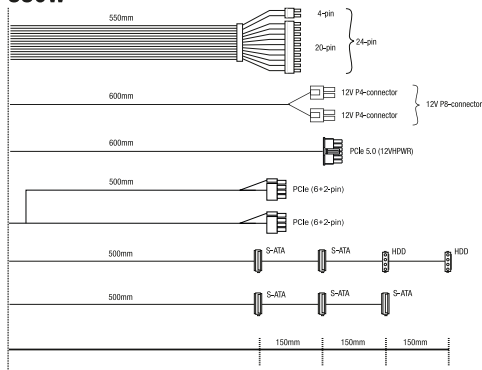 550mm
4-pin
20-pin
24-pin
600mm
12V P4-connector
12V P4-connector
12V P8-connector
600mm
PCIe 5.0 (12VHPWR)
500mm
PCIe (6+2-pin)
PCIe (6+2-pin)
500mm
S-ATA
S-ATA
HDD
HDD
500mm
S-ATA
S-ATA
S-ATA
150mm
150mm
150mm